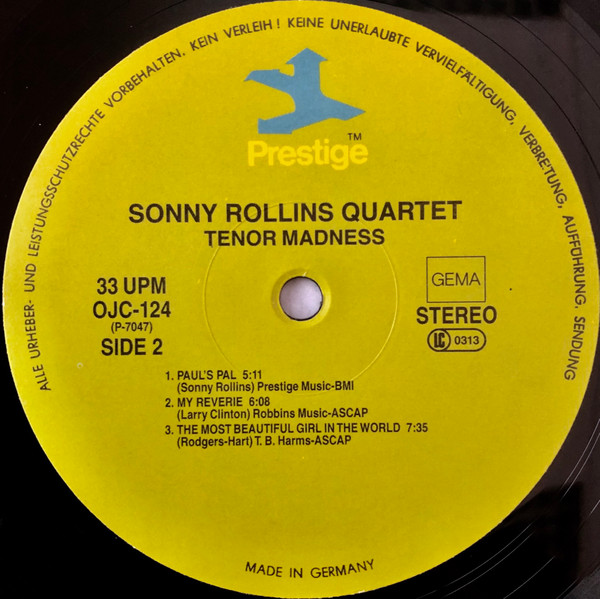 ALLE URHEBER- UND LEISTUNGSSCHUTZRECHTE VORBEHALTEN. KEIN VERLEIH! KEINE UNERLAUBTE VERVIELFÄLTIGUNG, VERBREITUNG, AUFFÜHRUNG, SENDUNG
TM
Prestige
SONNY ROLLINS QUARTET
TENOR MADNESS
33 UPM
OJC-124
(P-7047)
SIDE 2
GEMA
STEREO
LC 0313
1. PAUL'S PAL 5:11
(Sonny Rollins) Prestige Music-BMI
2. MY REVERIE 6:08
(Larry Clinton) Robbins Music-ASCAP
3. THE MOST BEAUTIFUL GIRL IN THE WORLD 7:35
(Rodgers-Hart) T. B. Harms-ASCAP
MADE IN GERMANY